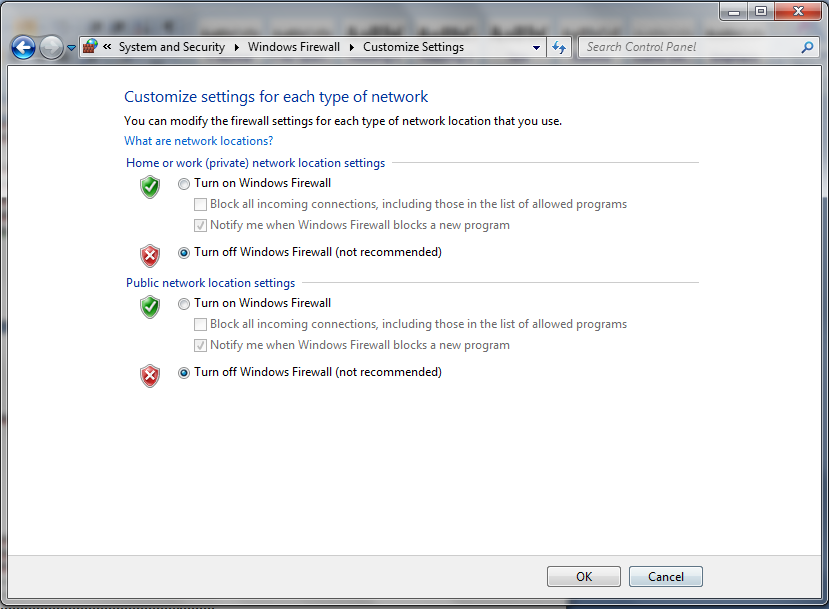 « System and Security Windows Firewall Customize Settings Search Control Panel
Customize settings for each type of network
You can modify the firewall settings for each type of network location that you use.
What are network locations?
Home or work (private) network location settings
Turn on Windows Firewall
Block all incoming connections, including those in the list of allowed programs
Notify me when Windows Firewall blocks a new program
Turn off Windows Firewall (not recommended)
Public network location settings
Turn on Windows Firewall
Block all incoming connections, including those in the list of allowed programs
Notify me when Windows Firewall blocks a new program
Turn off Windows Firewall (not recommended)
OK Cancel